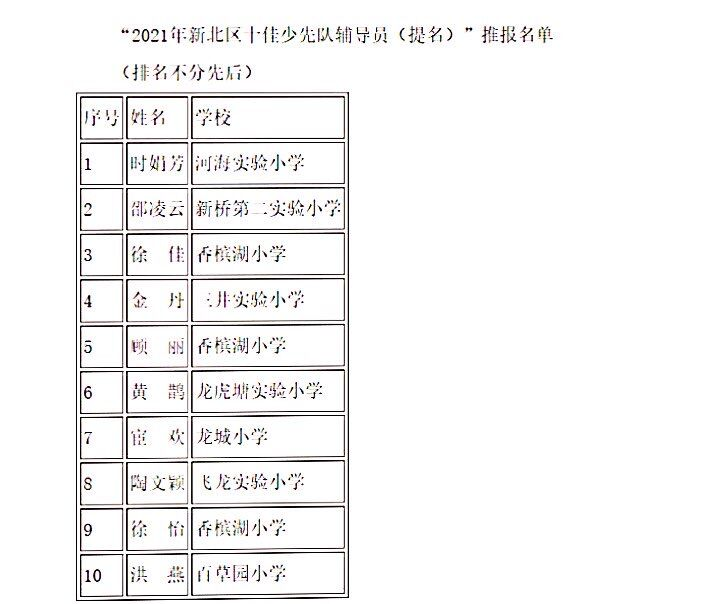 “2021年新北区十佳少先队辅导员（提名）”推报名单
（排名不分先后）
序号 姓名 学校
1 时娟芳 河海实验小学
2 邵凌云 新桥第二实验小学
3 徐　佳 香槟湖小学
4 金　丹 三井实验小学
5 顾　丽 香槟湖小学
6 黄　鹊 龙虎塘实验小学
7 宦　欢 龙城小学
8 陶文颖 飞龙实验小学
9 徐　怡 香槟湖小学
10 洪　燕 百草园小学